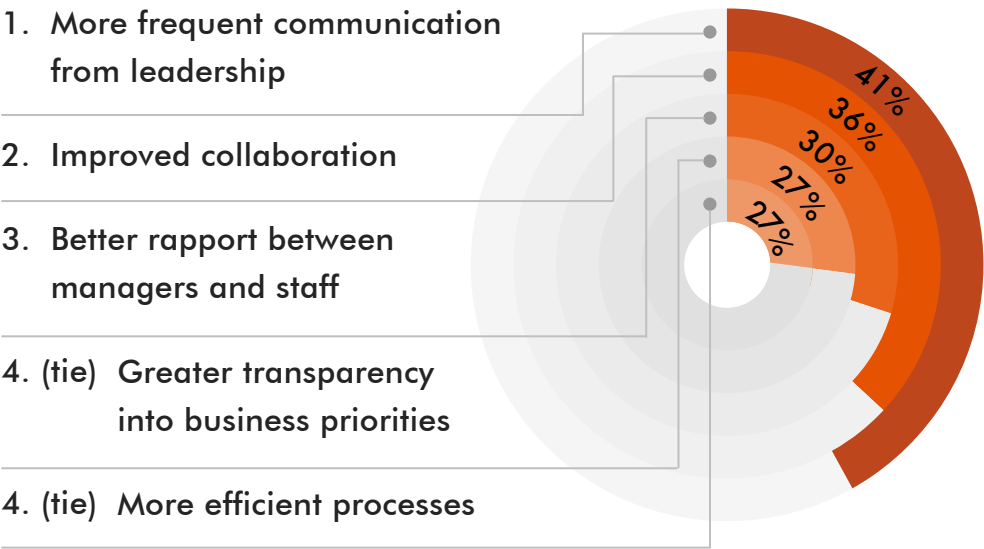 1. More frequent communication
from leadership
2. Improved collaboration
3. Better rapport between
managers and staff
4. (tie) Greater transparency
into business priorities
4. (tie) More efficient processes
41%
36%
30%
27%
27%